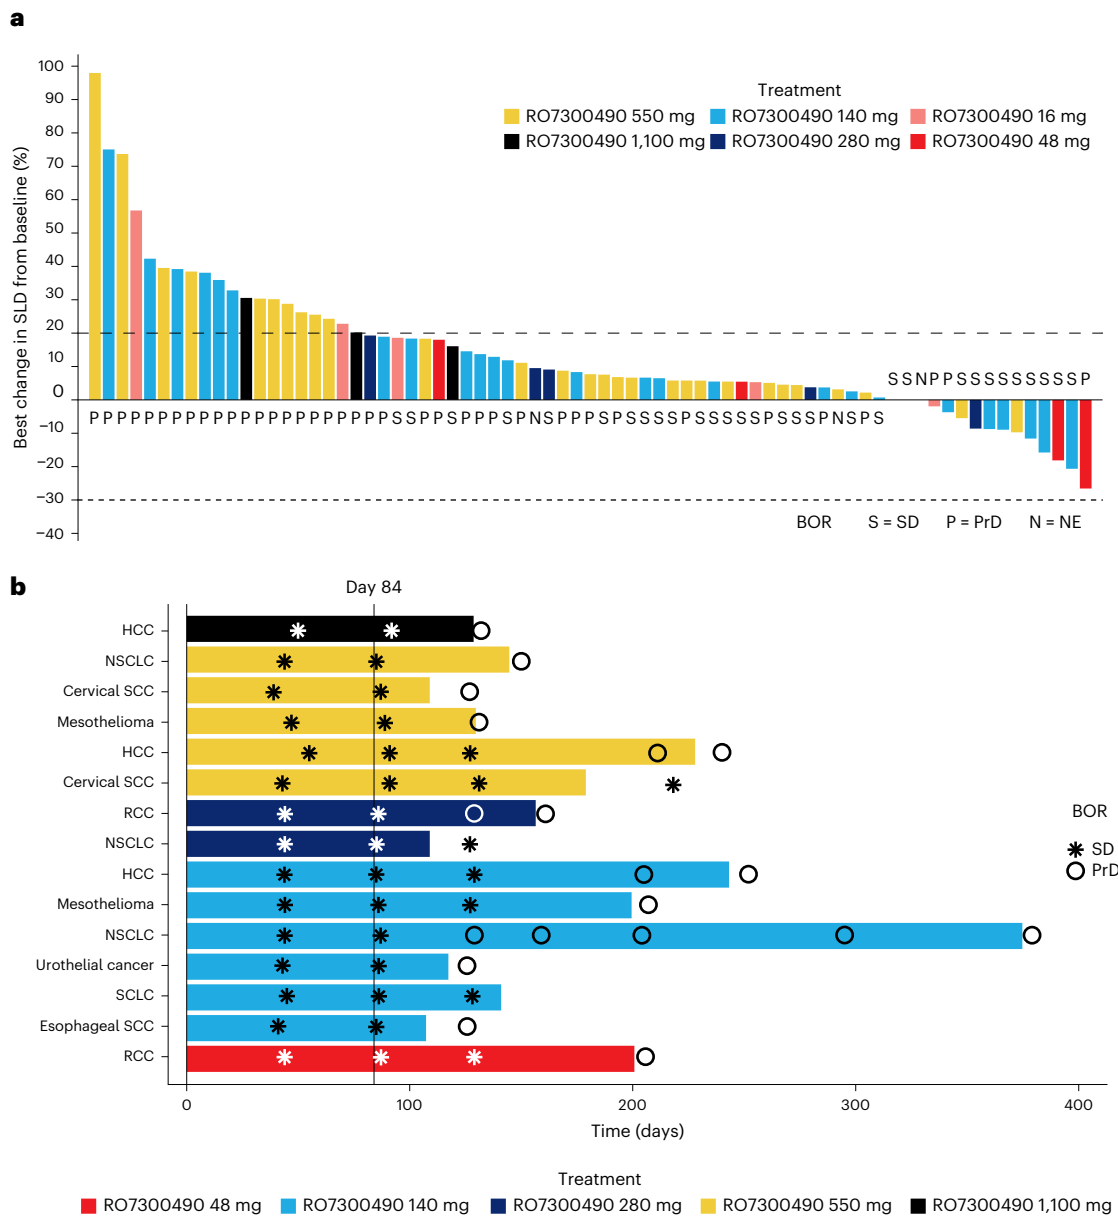 a
Best change in SLD from baseline (%)
100
90
80
70
60
50
40
30
20
10
0
−10
−20
−30
−40
Treatment
RO7300490 550 mg RO7300490 140 mg RO7300490 16 mg
RO7300490 1,100 mg RO7300490 280 mg RO7300490 48 mg
S S N P P S S S S S S S S S P
P P P P P P P P P P P P P P P P P P P P P P S S P P S P P P S P N S P P P S P S S S S P S S S S S P S S S P N S P S
BOR S = SD P = PrD N = NE
b
Day 84
HCC
NSCLC
Cervical SCC
Mesothelioma
HCC
Cervical SCC
RCC
NSCLC
HCC
Mesothelioma
NSCLC
Urothelial cancer
SCLC
Esophageal SCC
RCC
BOR
SD
PrD
0 100 200 300 400
Time (days)
Treatment
RO7300490 48 mg RO7300490 140 mg RO7300490 280 mg RO7300490 550 mg RO7300490 1,100 mg